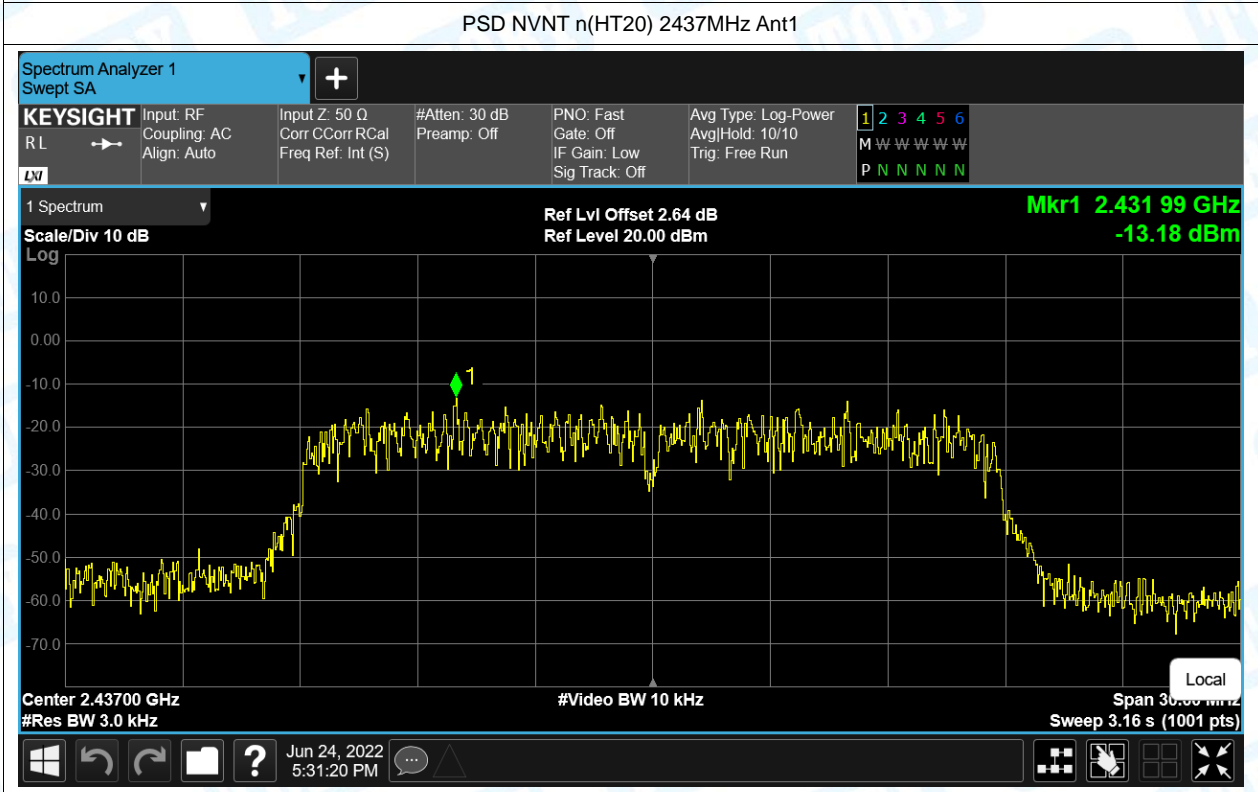 PSD NVNT n(HT20) 2437MHz Ant1
Spectrum Analyzer 1
Swept SA
KEYSIGHT
R L
LXI
Input: RF
Coupling: AC
Align: Auto
Input Z: 50 Ω
Corr CCorr RCal
Freq Ref: Int (S)
#Atten: 30 dB
Preamp: Off
PNO: Fast
Gate: Off
IF Gain: Low
Sig Track: Off
Avg Type: Log-Power
Avg|Hold: 10/10
Trig: Free Run
1 2 3 4 5 6
M W W W W W
P N N N N N
1 Spectrum
Scale/Div 10 dB
Ref Lvl Offset 2.64 dB
Ref Level 20.00 dBm
Mkr1 2.431 99 GHz
-13.18 dBm
Log
10.0
0.00
-10.0
-20.0
-30.0
-40.0
-50.0
-60.0
-70.0
1
Center 2.43700 GHz
#Res BW 3.0 kHz
#Video BW 10 kHz
Local
Span 30.00 MHz
Sweep 3.16 s (1001 pts)
?
Jun 24, 2022
5:31:20 PM